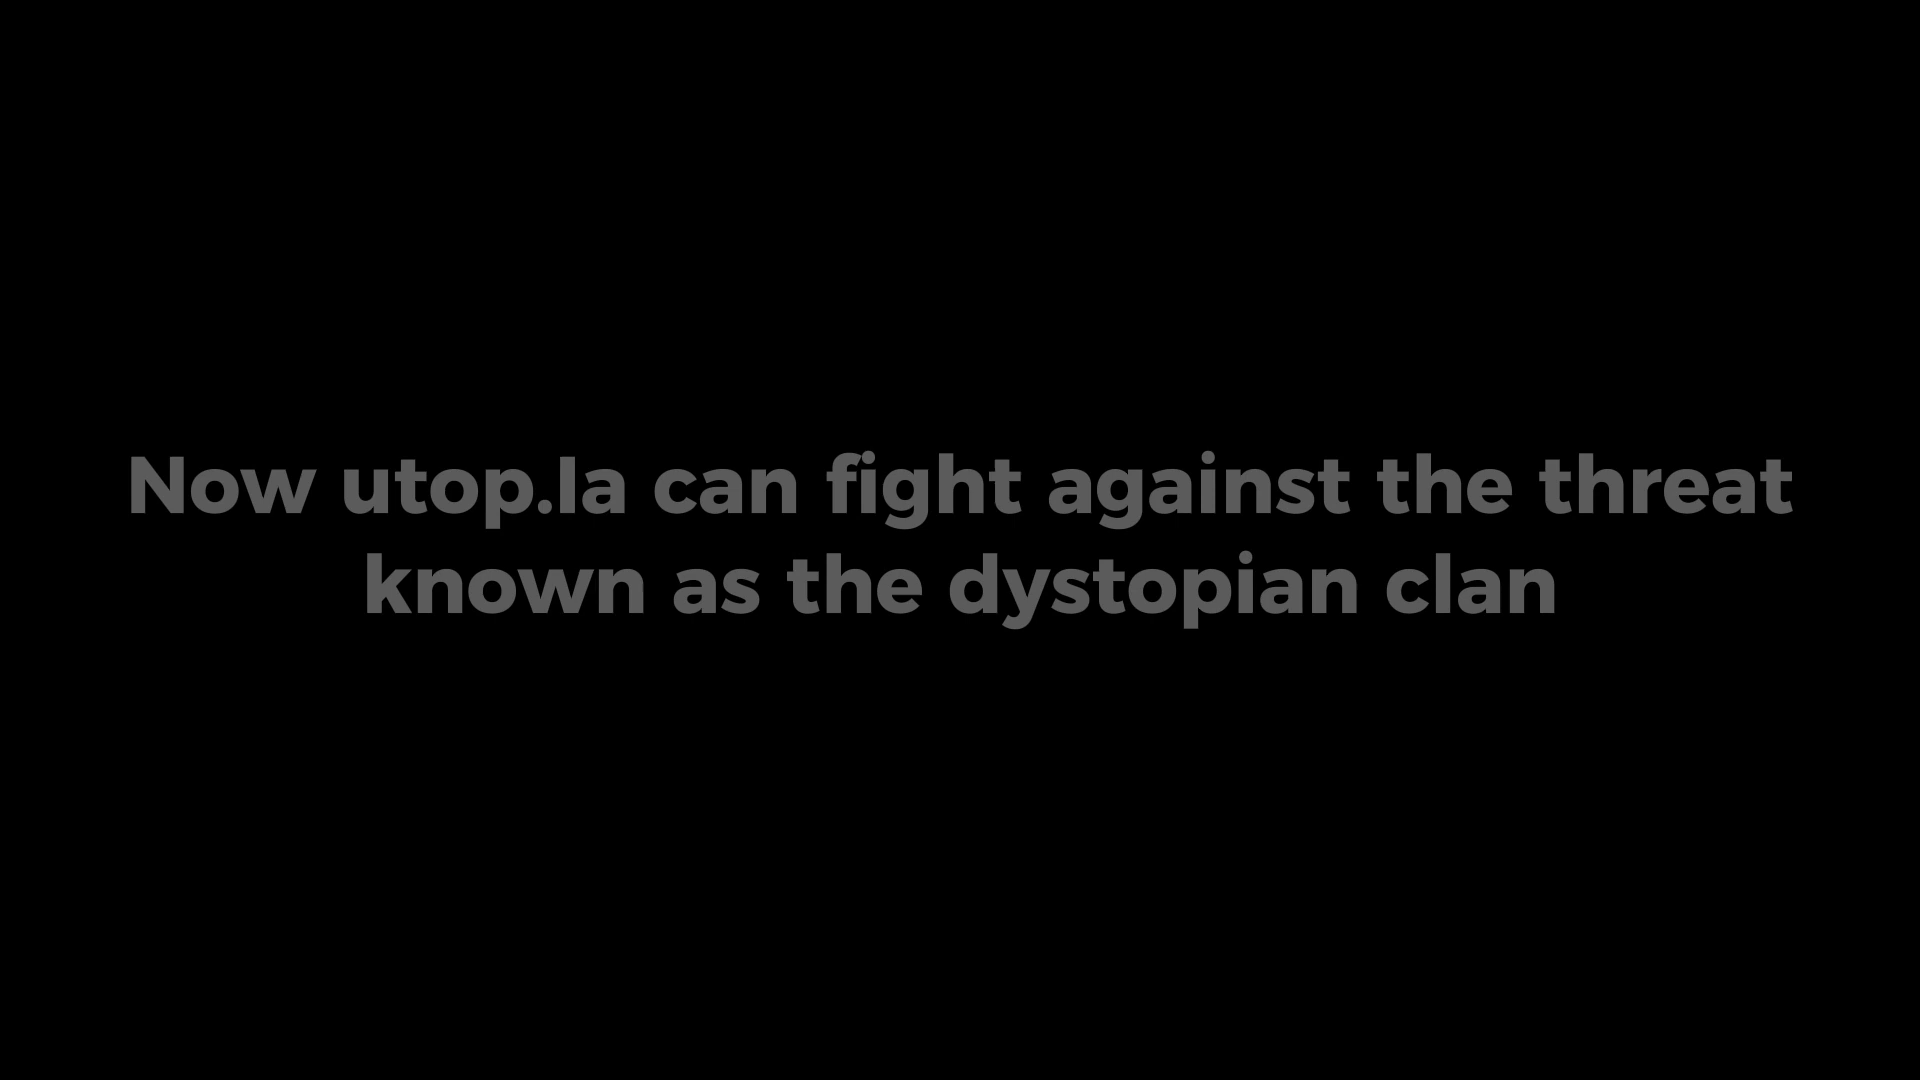 Now utop.Ia can fight against the threat
known as the dystopian clan